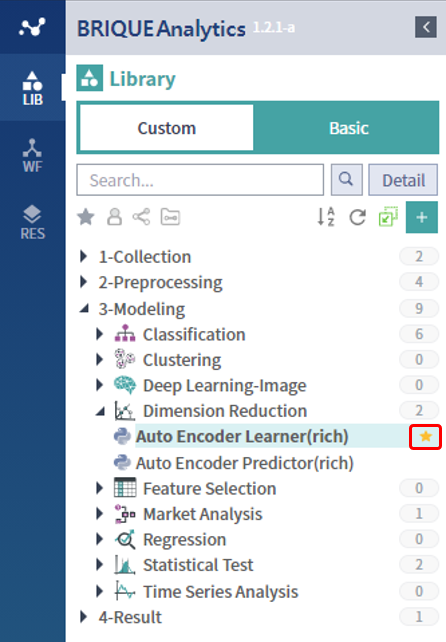 BRIQUE Analytics 1.2.1-a
LIB
WF
RES
Library
Custom Basic
Search... Detail
A
Z
+
1-Collection 2
2-Preprocessing 4
3-Modeling 9
Classification 6
Clustering 0
Deep Learning-Image 0
Dimension Reduction 2
Auto Encoder Learner(rich)
Auto Encoder Predictor(rich)
Feature Selection 0
Market Analysis 1
Regression 0
Statistical Test 2
Time Series Analysis 0
4-Result 1